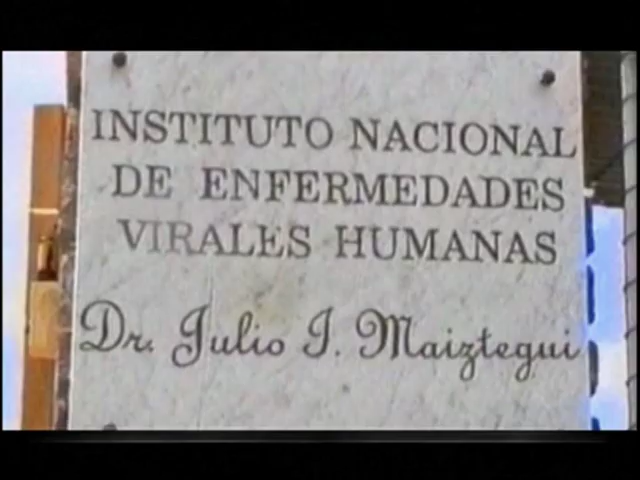 INSTITUTO NACIONAL
DE ENFERMEDADES
VIRALES HUMANAS
Dr. Julio I. Maiztegui